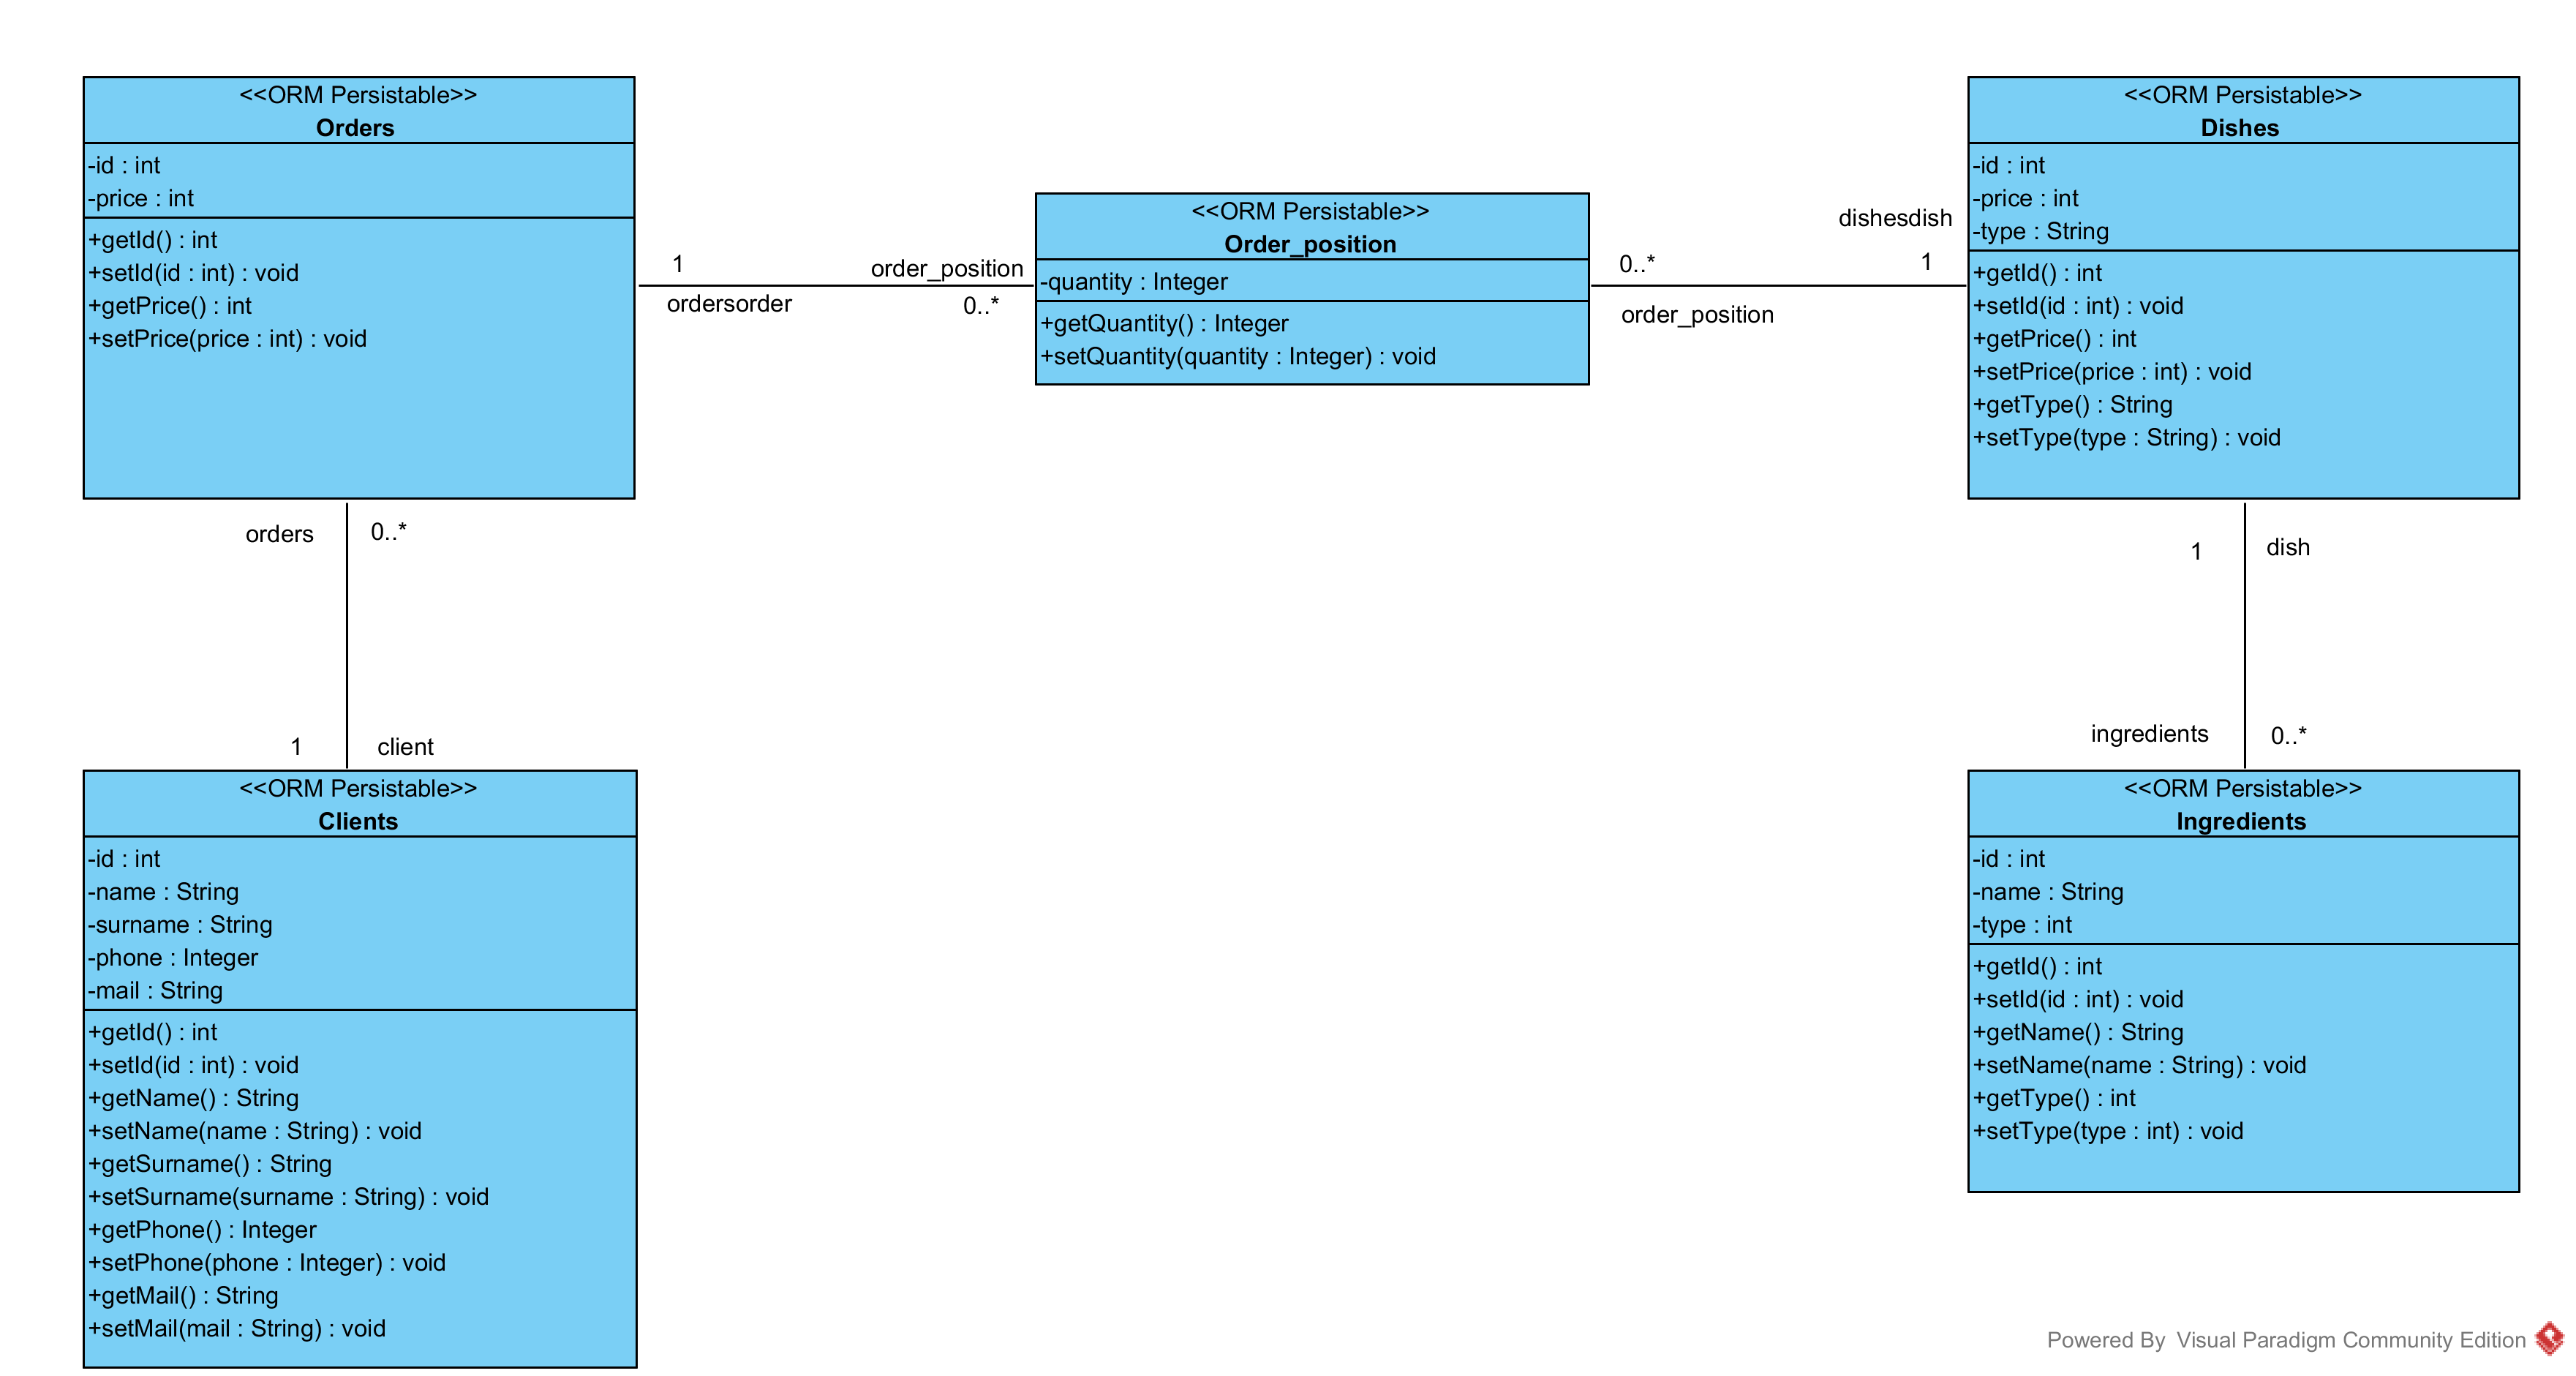 <<ORM Persistable>>
Orders
-id : int
-price : int
+getId() : int
+setId(id : int) : void
+getPrice() : int
+setPrice(price : int) : void
1
ordersorder
order_position
0..*
<<ORM Persistable>>
Order_position
-quantity : Integer
+getQuantity() : Integer
+setQuantity(quantity : Integer) : void
0..*
order_position
dishesdish
1
<<ORM Persistable>>
Dishes
-id : int
-price : int
-type : String
+getId() : int
+setId(id : int) : void
+getPrice() : int
+setPrice(price : int) : void
+getType() : String
+setType(type : String) : void
orders
0..*
1
client
<<ORM Persistable>>
Clients
-id : int
-name : String
-surname : String
-phone : Integer
-mail : String
+getId() : int
+setId(id : int) : void
+getName() : String
+setName(name : String) : void
+getSurname() : String
+setSurname(surname : String) : void
+getPhone() : Integer
+setPhone(phone : Integer) : void
+getMail() : String
+setMail(mail : String) : void
1
dish
ingredients
0..*
<<ORM Persistable>>
Ingredients
-id : int
-name : String
-type : int
+getId() : int
+setId(id : int) : void
+getName() : String
+setName(name : String) : void
+getType() : int
+setType(type : int) : void
Powered By Visual Paradigm Community Edition